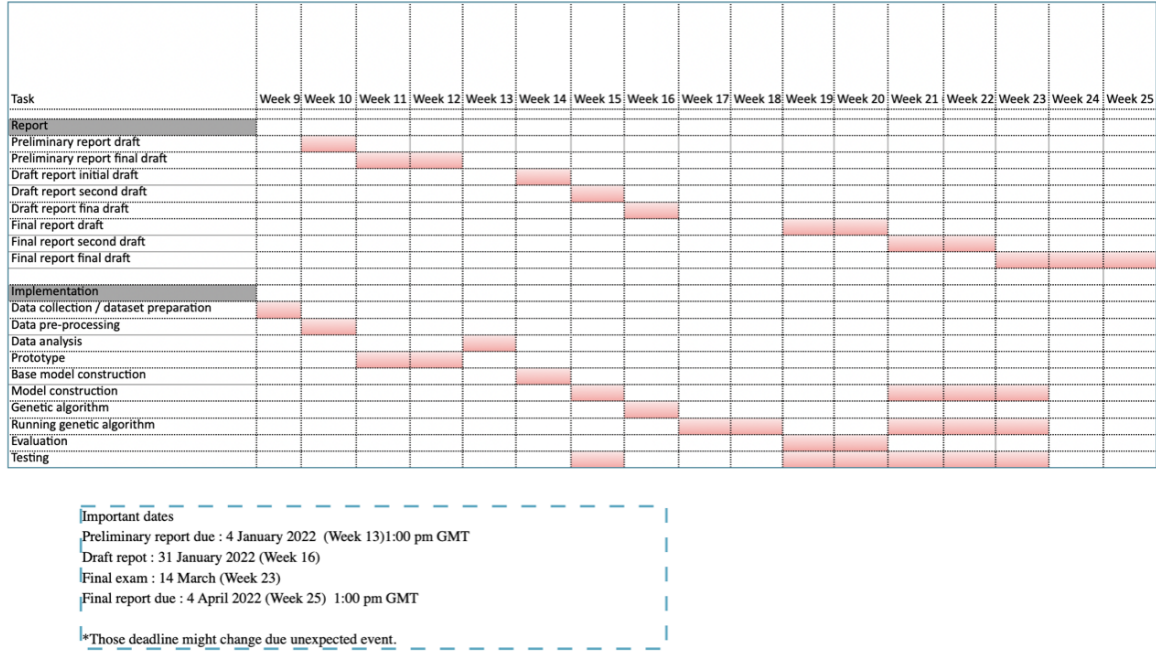 Task Week 9 Week 10 Week 11 Week 12 Week 13 Week 14 Week 15 Week 16 Week 17 Week 18 Week 19 Week 20 Week 21 Week 22 Week 23 Week 24 Week 25
Report
Preliminary report draft
Preliminary report final draft
Draft report initial draft
Draft report second draft
Draft report fina draft
Final report draft
Final report second draft
Final report final draft
Implementation
Data collection / dataset preparation
Data pre-processing
Data analysis
Prototype
Base model construction
Model construction
Genetic algorithm
Running genetic algorithm
Evaluation
Testing
Important dates
Preliminary report due : 4 January 2022 (Week 13)1:00 pm GMT
Draft repot : 31 January 2022 (Week 16)
Final exam : 14 March (Week 23)
Final report due : 4 April 2022 (Week 25) 1:00 pm GMT
*Those deadline might change due unexpected event.